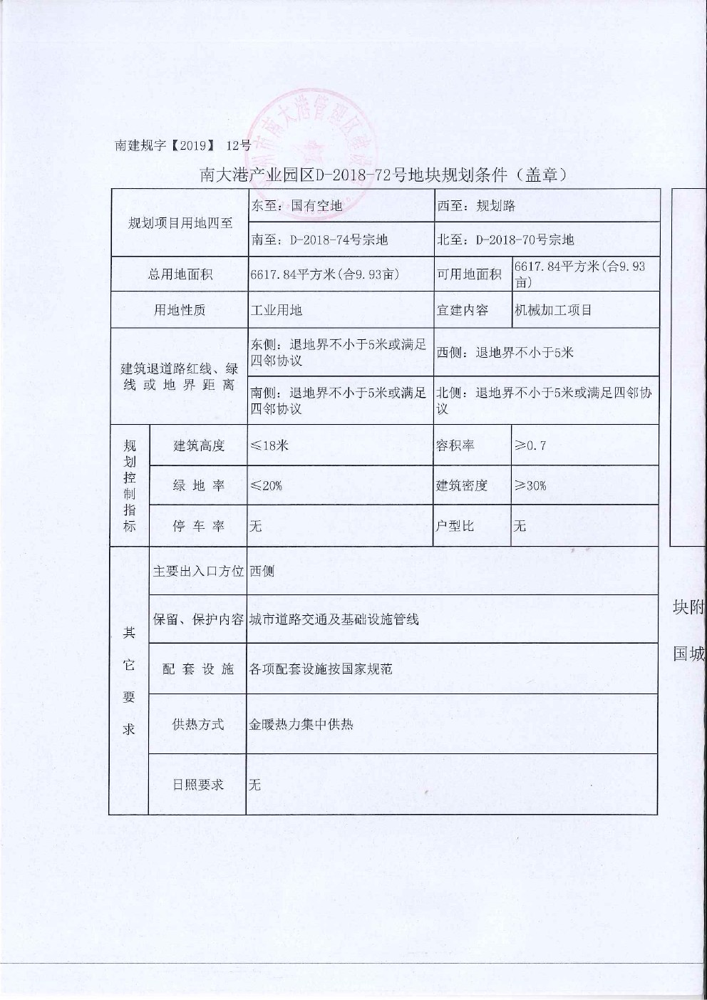 南建规字【2019】 12号
南大港产业园区D-2018-72号地块规划条件（盖章）
规划项目用地四至
东至：国有空地
西至：规划路
南至：D-2018-74号宗地
北至：D-2018-70号宗地
总用地面积
6617.84平方米(合9.93亩)
可用地面积
6617.84平方米(合9.93
亩)
用地性质
工业用地
宜建内容
机械加工项目
建筑退道路红线、绿
线 或 地 界 距 离
东侧：退地界不小于5米或满足
四邻协议
西侧：退地界不小于5米
南侧：退地界不小于5米或满足
四邻协议
北侧：退地界不小于5米或满足四邻协
议
规
划
控
制
指
标
建筑高度
≤18米
容积率
≥0.7
绿 地 率
≤20%
建筑密度
≥30%
停 车 率
无
户型比
无
其
它
要
求
主要出入口方位
西侧
保留、保护内容
城市道路交通及基础设施管线
配 套 设 施
各项配套设施按国家规范
供热方式
金暖热力集中供热
日照要求
无
块附
国城